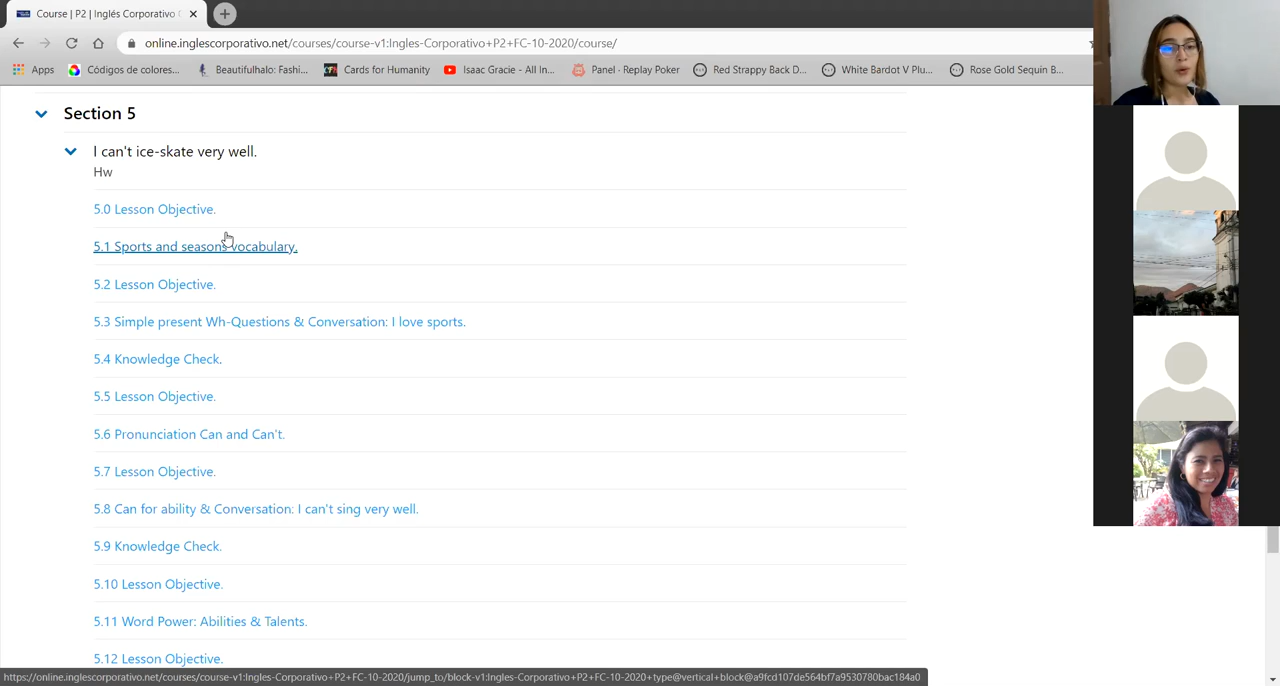 Course | P2 | Inglés Corporativo
online.inglescorporativo.net/courses/course-v1:Ingles-Corporativo+P2+FC-10-2020/course/
Apps Códigos de colores... Beautifulhalo: Fashi... Cards for Humanity Isaac Gracie - All In... Panel · Replay Poker Red Strappy Back D... White Bardot V Plu... Rose Gold Sequin B...
Section 5
I can't ice-skate very well.
Hw
5.0 Lesson Objective.
5.1 Sports and seasons vocabulary.
5.2 Lesson Objective.
5.3 Simple present Wh-Questions & Conversation: I love sports.
5.4 Knowledge Check.
5.5 Lesson Objective.
5.6 Pronunciation Can and Can't.
5.7 Lesson Objective.
5.8 Can for ability & Conversation: I can't sing very well.
5.9 Knowledge Check.
5.10 Lesson Objective.
5.11 Word Power: Abilities & Talents.
5.12 Lesson Objective.
https://online.inglescorporativo.net/courses/course-v1:Ingles-Corporativo+P2+FC-10-2020/jump_to/block-v1:Ingles-Corporativo+P2+FC-10-2020+type@vertical+block@a9fcd107de564bf7a9530780bac184a0